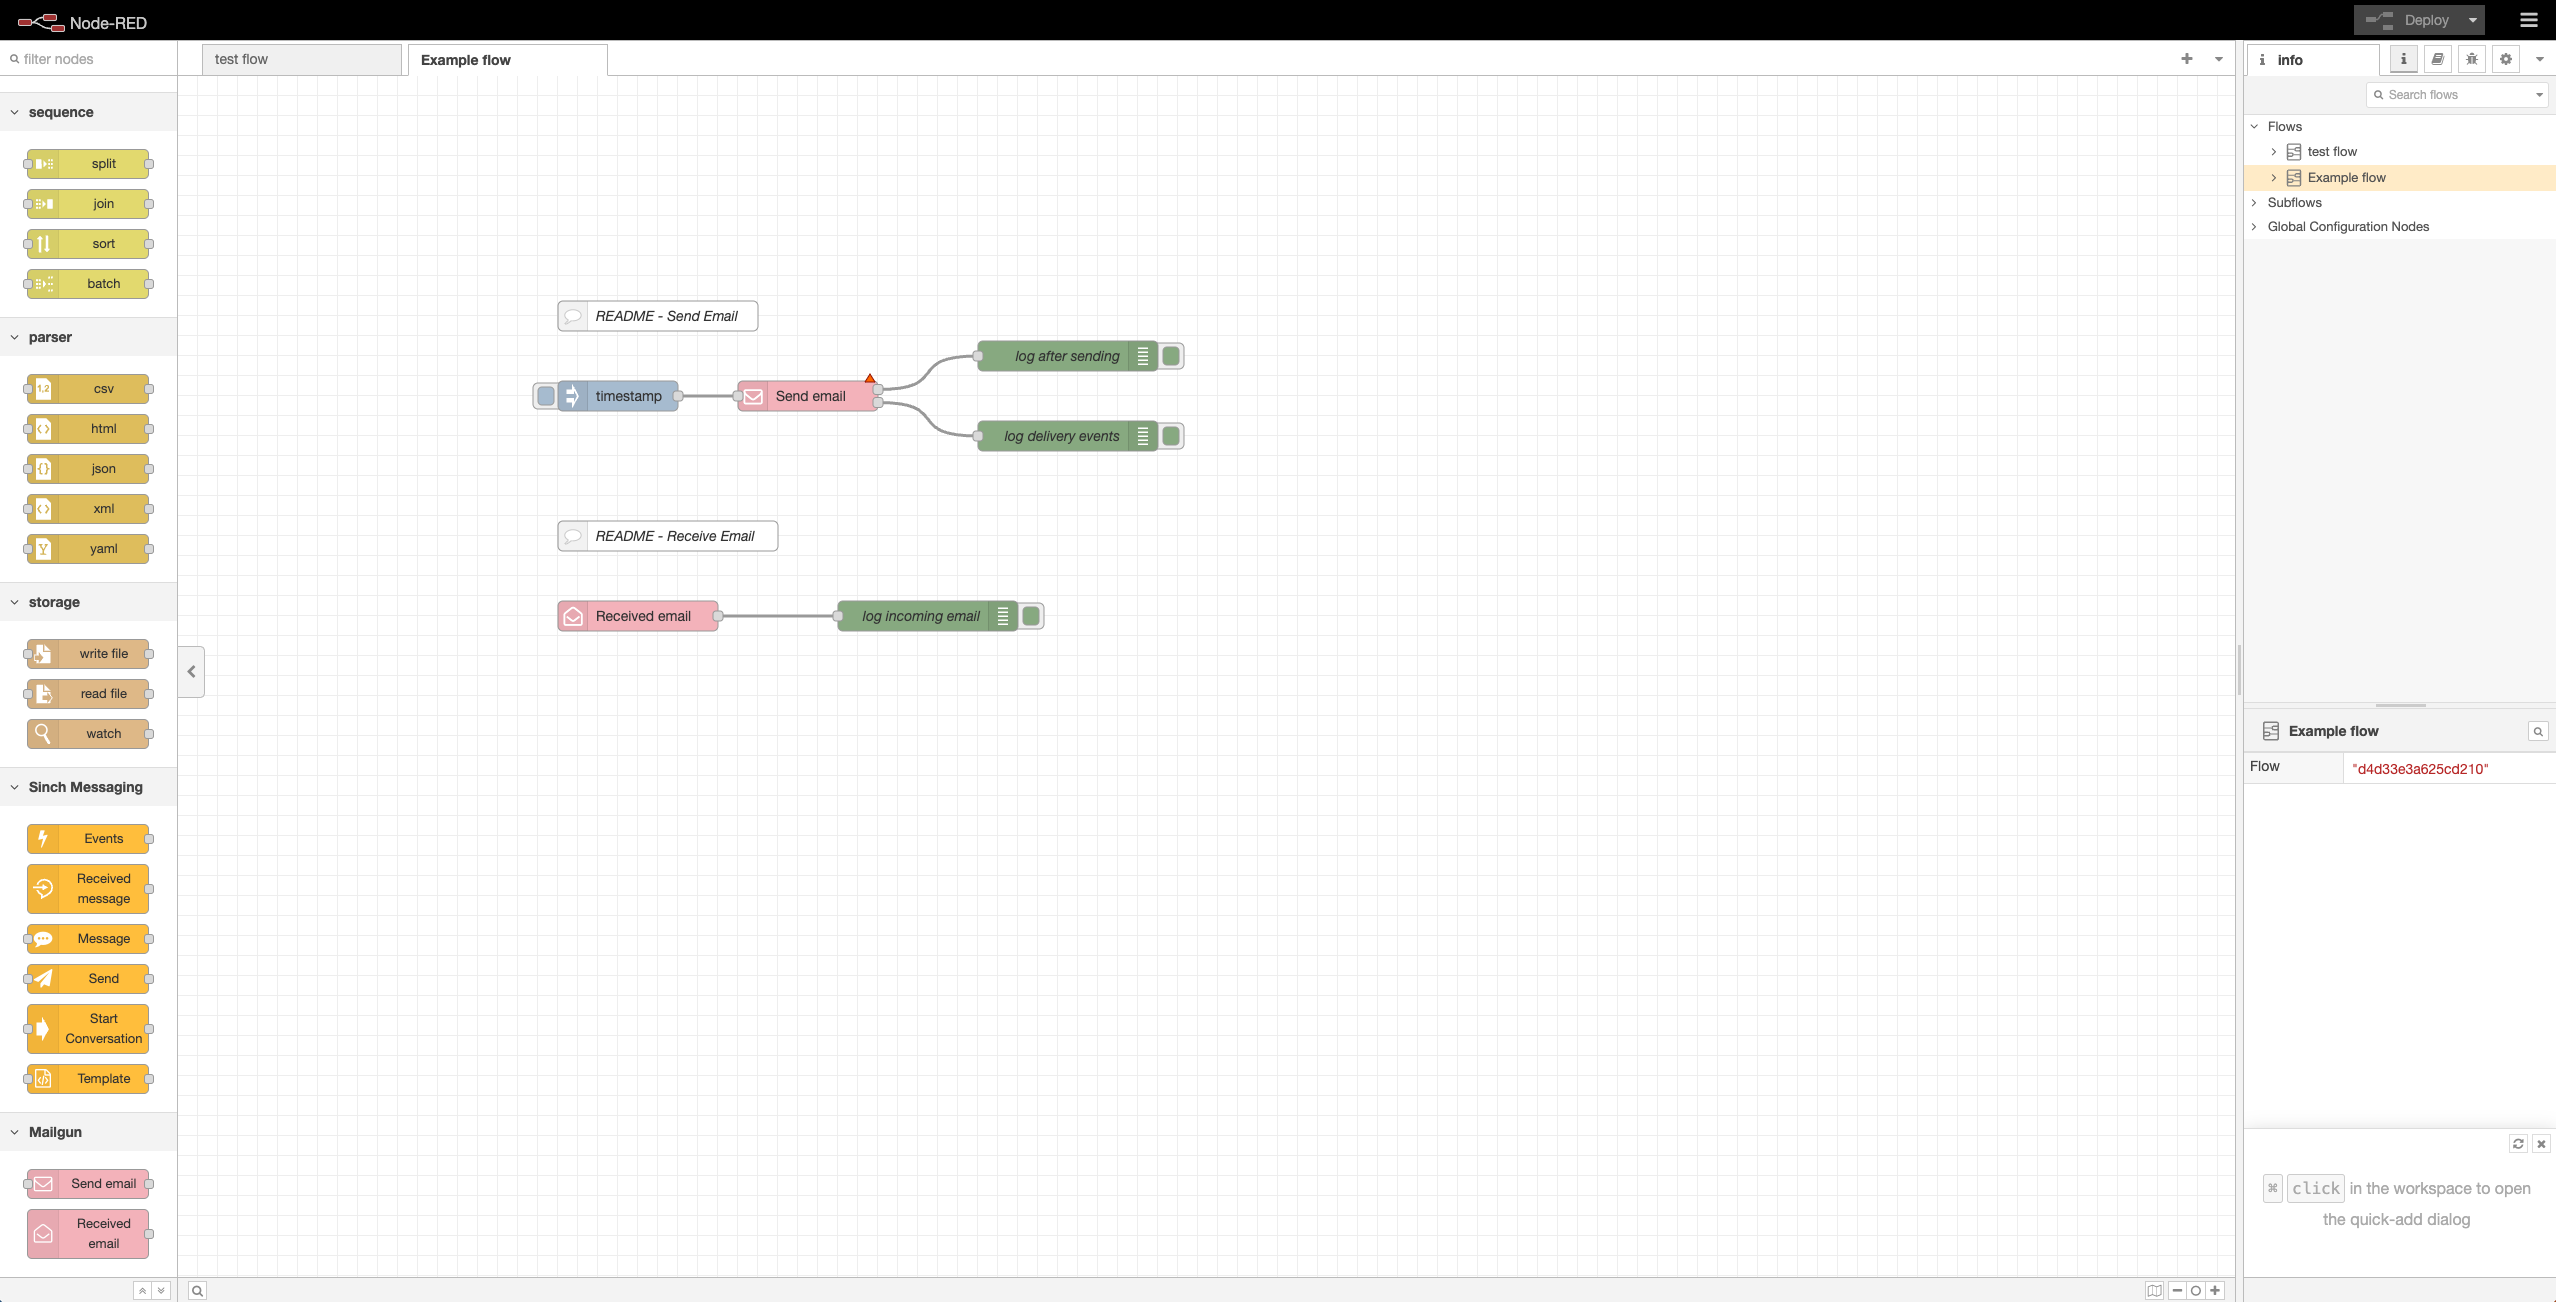 Node-RED
Deploy
filter nodes
test flow
Example flow
info
Search flows
Flows
test flow
Example flow
Subflows
Global Configuration Nodes
sequence
split
join
sort
batch
parser
1,2
csv
html
json
xml
Y
yaml
storage
write file
read file
watch
Sinch Messaging
Events
Received
message
Message
Send
Start
Conversation
Template
Mailgun
Send email
Received
email
README - Send Email
log after sending
timestamp
Send email
log delivery events
README - Receive Email
Received email
log incoming email
Example flow
Flow
"d4d33e3a625cd210"
⌘ click in the workspace to open
the quick-add dialog